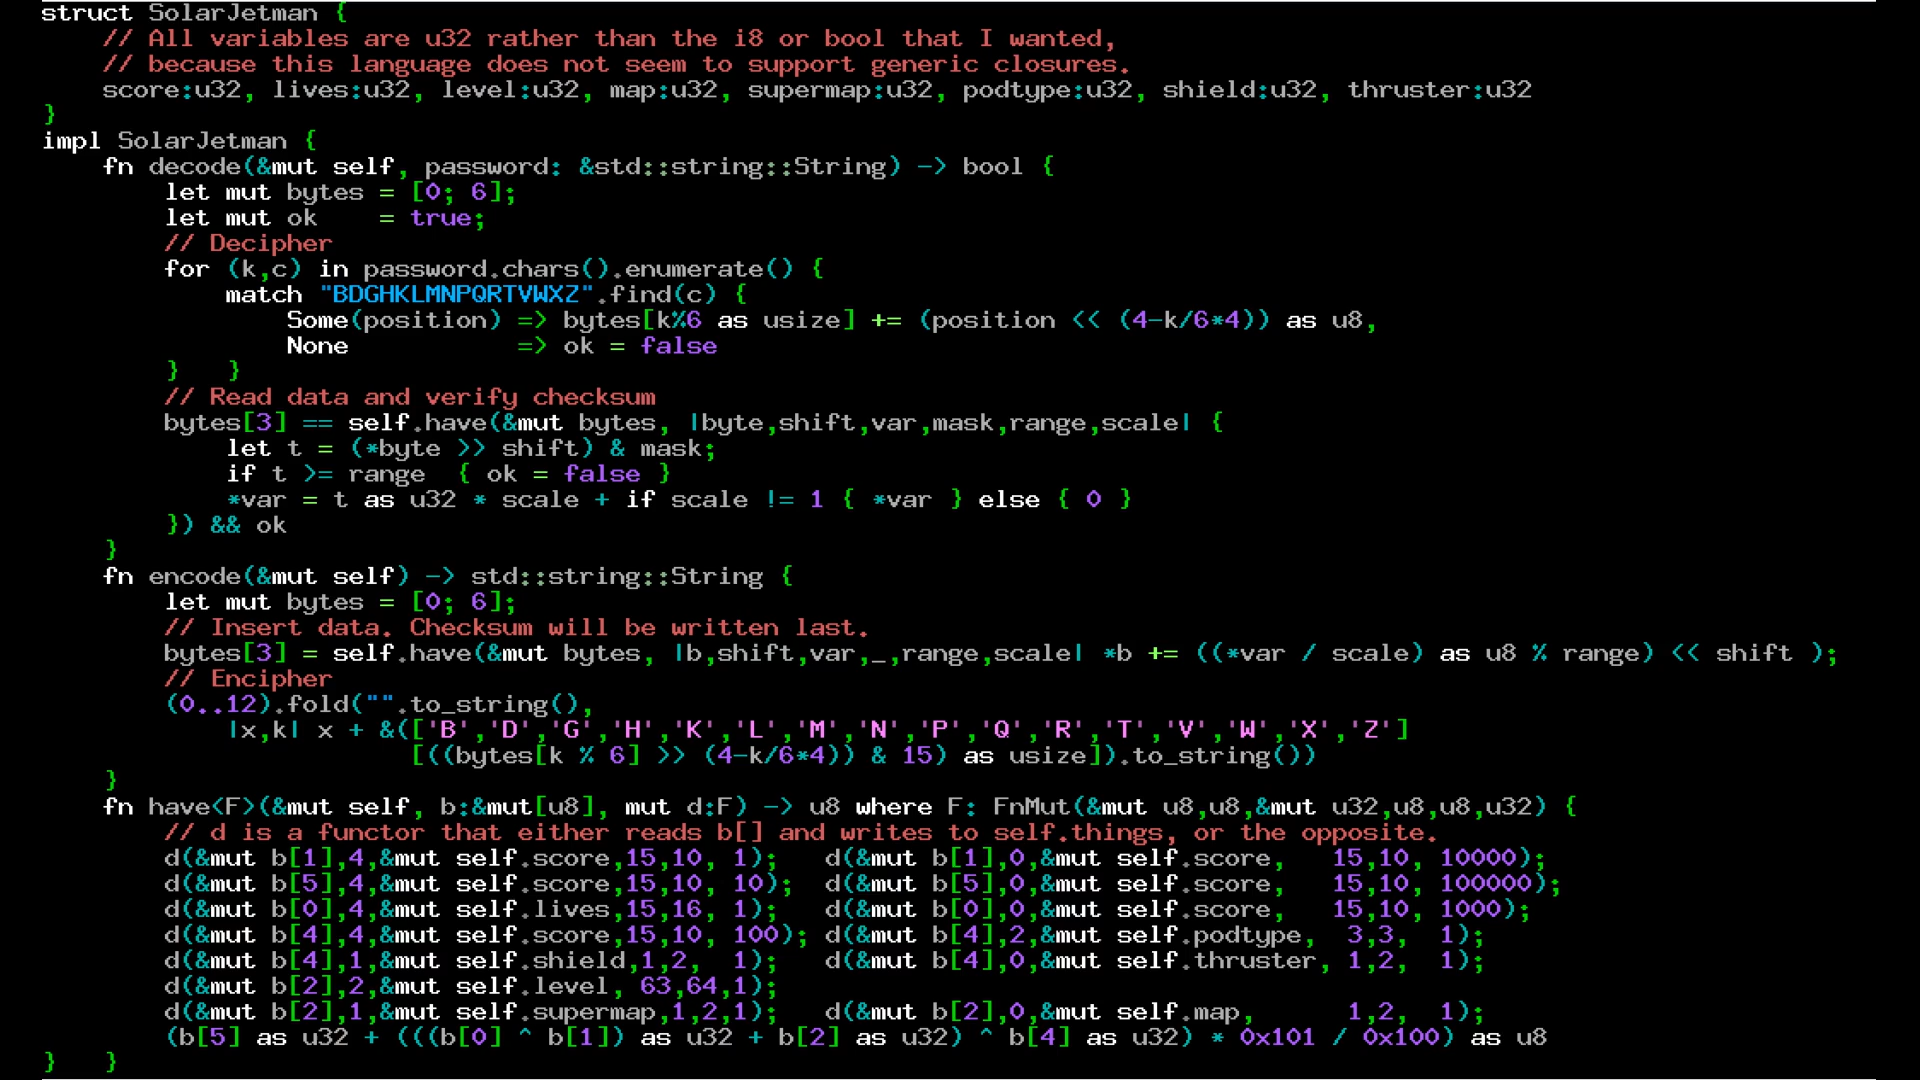 struct SolarJetman {
    // All variables are u32 rather than the i8 or bool that I wanted,
    // because this language does not seem to support generic closures.
    score:u32, lives:u32, level:u32, map:u32, supermap:u32, podtype:u32, shield:u32, thruster:u32
}
impl SolarJetman {
    fn decode(&mut self, password: &std::string::String) -> bool {
        let mut bytes = [0; 6];
        let mut ok    = true;
        // Decipher
        for (k,c) in password.chars().enumerate() {
            match "BDGHKLMNPQRTVWXZ".find(c) {
                Some(position) => bytes[k%6 as usize] += (position << (4-k/6*4)) as u8,
                None           => ok = false
        }   }
        // Read data and verify checksum
        bytes[3] == self.have(&mut bytes, |byte,shift,var,mask,range,scale| {
            let t = (*byte >> shift) & mask;
            if t >= range  { ok = false }
            *var = t as u32 * scale + if scale != 1 { *var } else { 0 }
        }) && ok
    }
    fn encode(&mut self) -> std::string::String {
        let mut bytes = [0; 6];
        // Insert data. Checksum will be written last.
        bytes[3] = self.have(&mut bytes, |b,shift,var,_,range,scale| *b += ((*var / scale) as u8 % range) << shift );
        // Encipher
        (0..12).fold("".to_string(),
            |x,k| x + &(['B','D','G','H','K','L','M','N','P','Q','R','T','V','W','X','Z']
                        [((bytes[k % 6] >> (4-k/6*4)) & 15) as usize]).to_string())
    }
    fn have<F>(&mut self, b:&mut[u8], mut d:F) -> u8 where F: FnMut(&mut u8,u8,&mut u32,u8,u8,u32) {
        // d is a functor that either reads b[] and writes to self.things, or the opposite.
        d(&mut b[1],4,&mut self.score,15,10, 1);   d(&mut b[1],0,&mut self.score,   15,10, 10000);
        d(&mut b[5],4,&mut self.score,15,10, 10);  d(&mut b[5],0,&mut self.score,   15,10, 100000);
        d(&mut b[0],4,&mut self.lives,15,16, 1);   d(&mut b[0],0,&mut self.score,   15,10, 1000);
        d(&mut b[4],4,&mut self.score,15,10, 100); d(&mut b[4],2,&mut self.podtype,  3,3,  1);
        d(&mut b[4],1,&mut self.shield,1,2,  1);   d(&mut b[4],0,&mut self.thruster, 1,2,  1);
        d(&mut b[2],2,&mut self.level, 63,64,1);
        d(&mut b[2],1,&mut self.supermap,1,2,1);   d(&mut b[2],0,&mut self.map,      1,2,  1);
        (b[5] as u32 + (((b[0] ^ b[1]) as u32 + b[2] as u32) ^ b[4] as u32) * 0x101 / 0x100) as u8
}   }